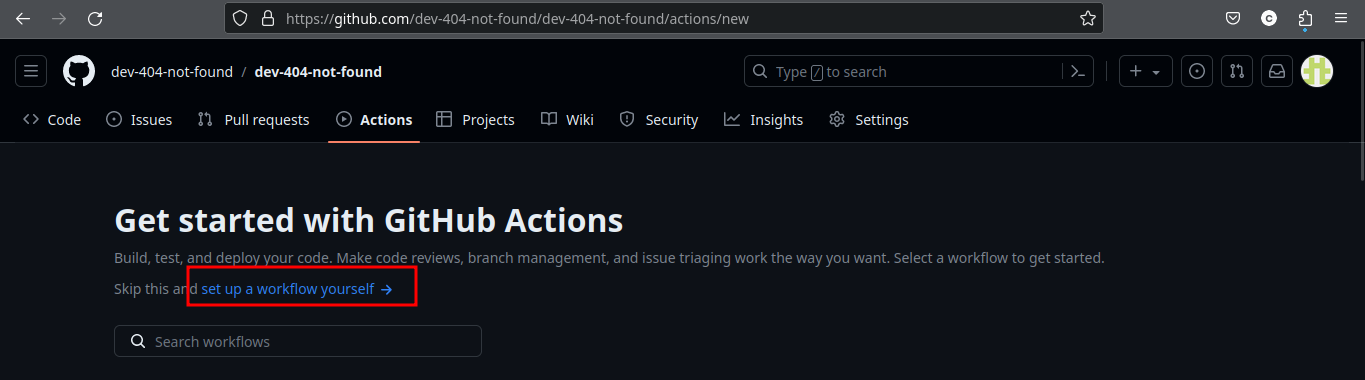 https://github.com/dev-404-not-found/dev-404-not-found/actions/new
C
dev-404-not-found / dev-404-not-found
Type / to search
Code Issues Pull requests Actions Projects Wiki Security Insights Settings
Get started with GitHub Actions
Build, test, and deploy your code. Make code reviews, branch management, and issue triaging work the way you want. Select a workflow to get started.
Skip this and set up a workflow yourself →
Search workflows